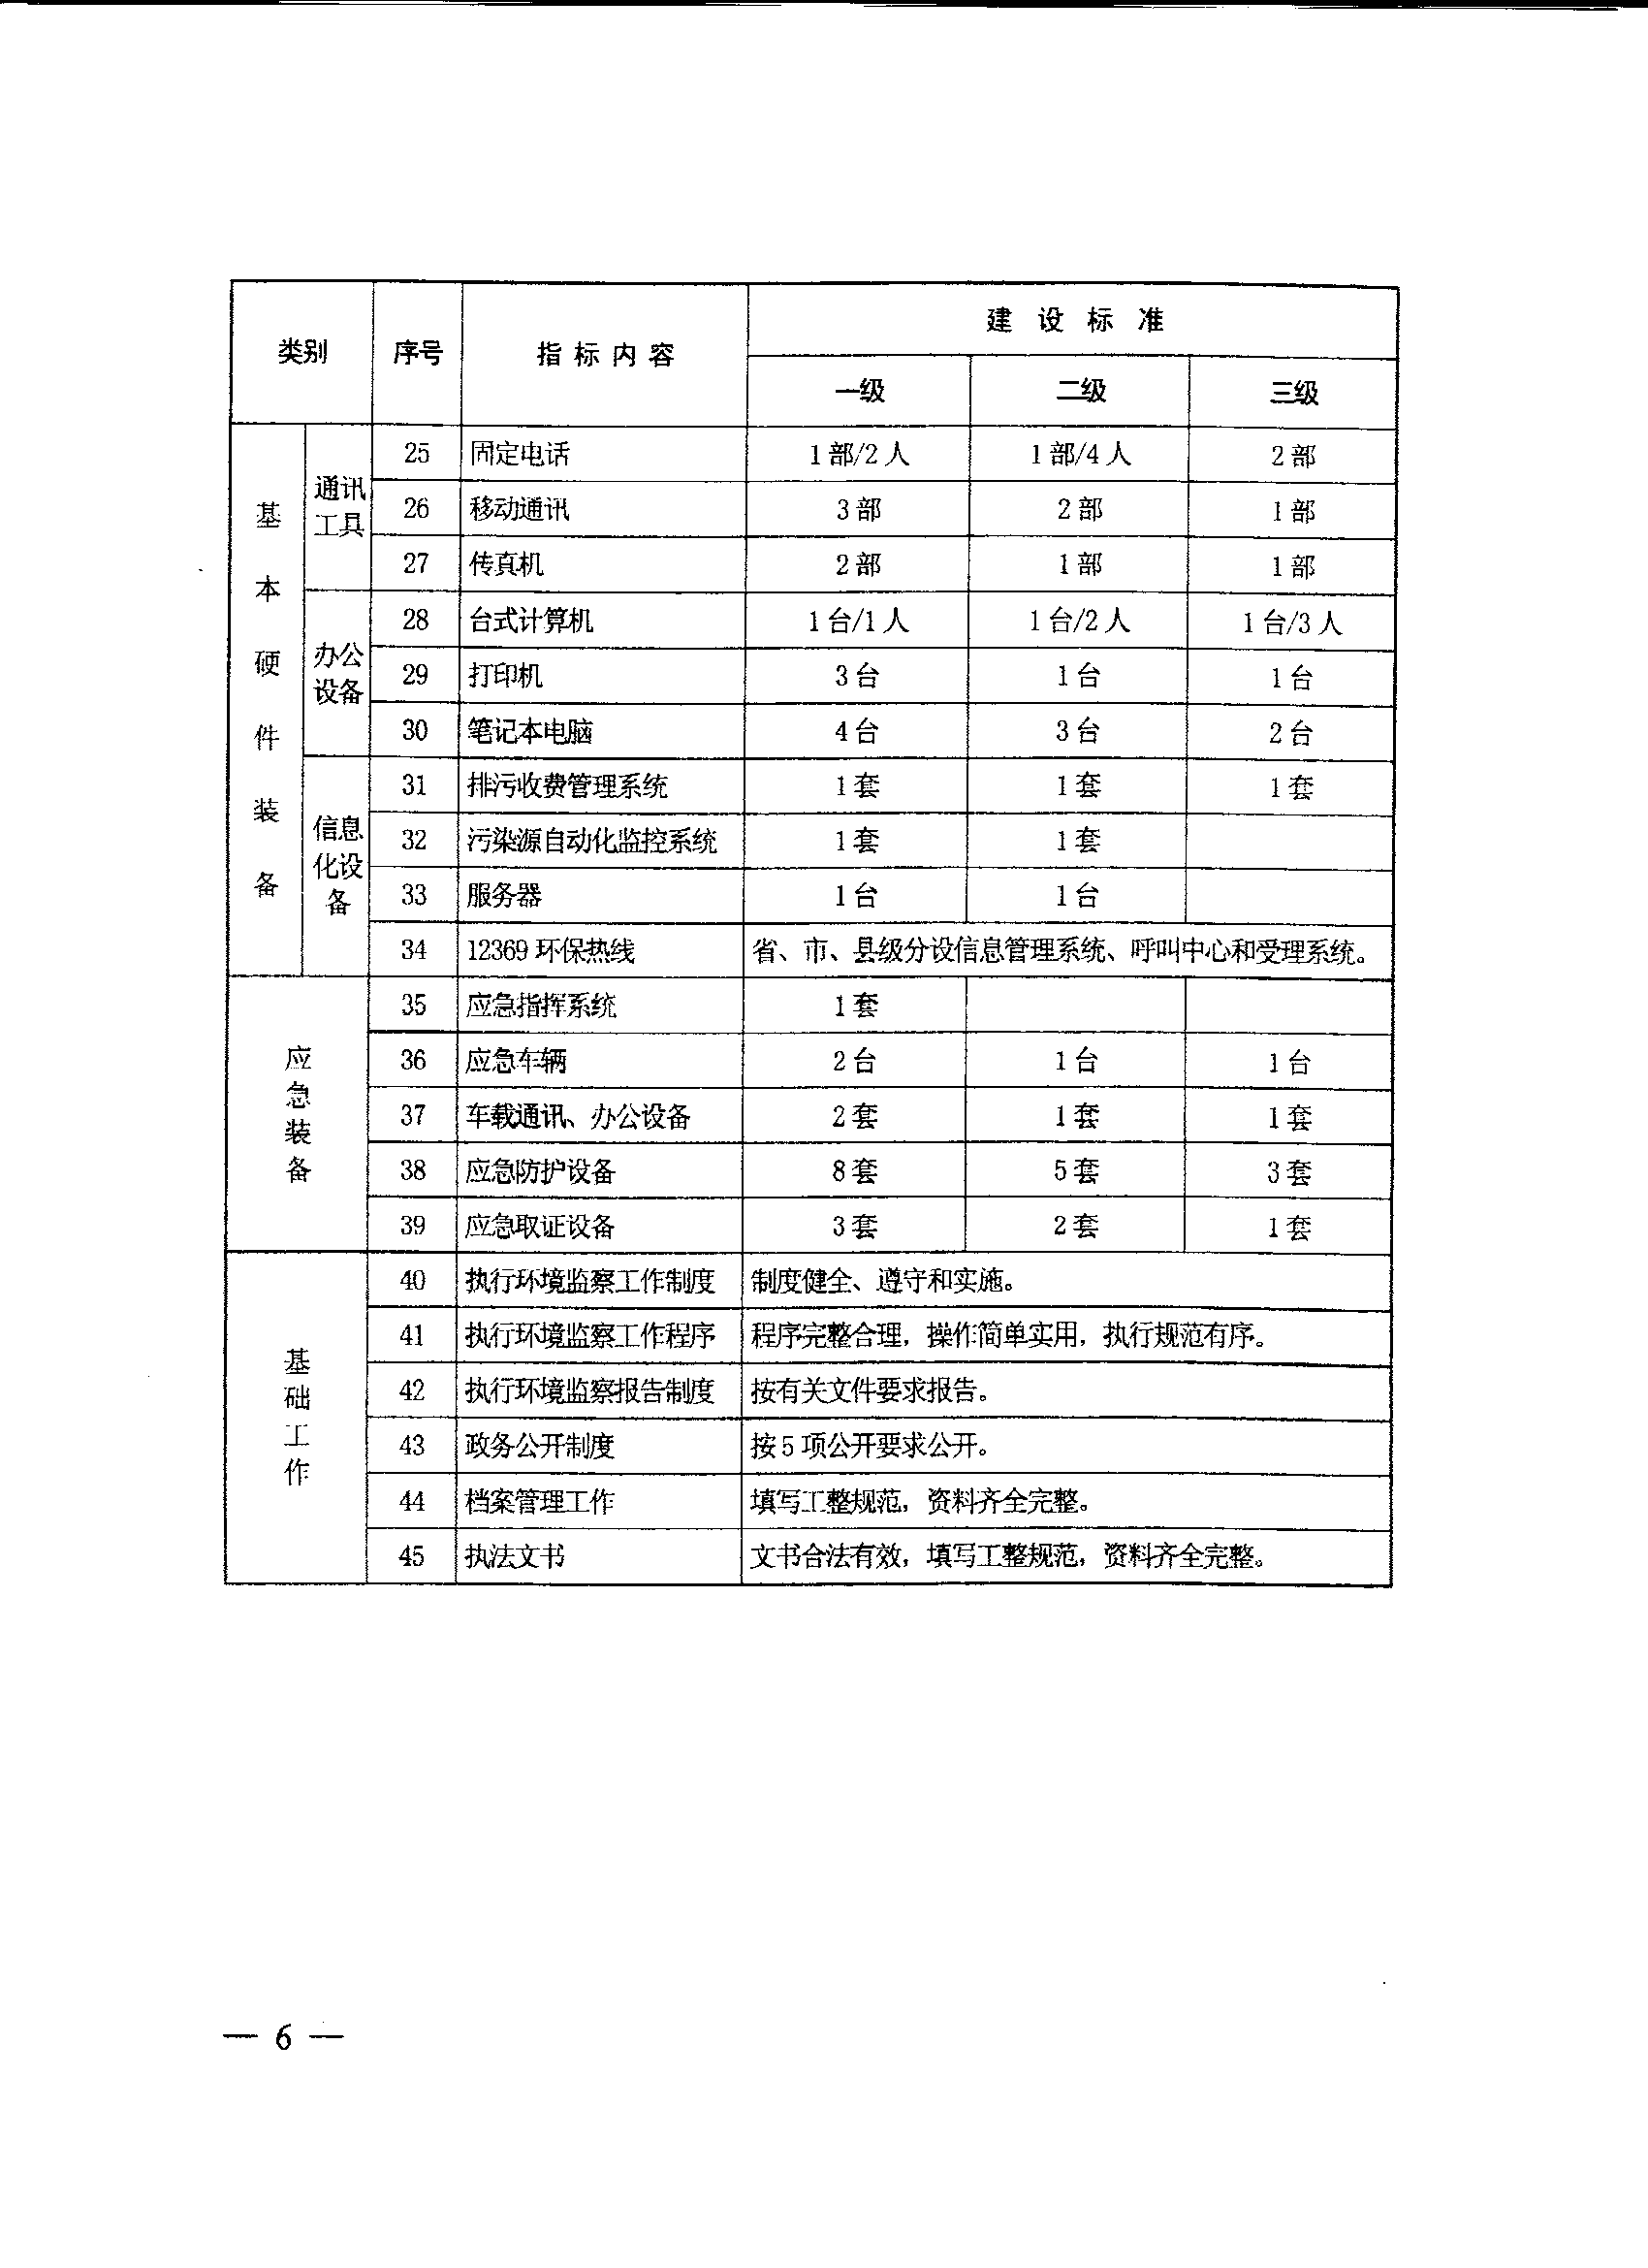 类别 序号 指标内容 建设标准
一级 二级 三级
基本硬件装备
通讯工具
25 固定电话 1部/2人 1部/4人 2部
26 移动通讯 3部 2部 1部
27 传真机 2部 1部 1部
办公设备
28 台式计算机 1台/1人 1台/2人 1台/3人
29 打印机 3台 1台 1台
30 笔记本电脑 4台 3台 2台
信息化设备
31 排污收费管理系统 1套 1套 1套
32 污染源自动化监控系统 1套 1套
33 服务器 1台 1台
34 12369环保热线 省、市、县级分设信息管理系统、呼叫中心和受理系统。
应急装备
35 应急指挥系统 1套
36 应急车辆 2台 1台 1台
37 车载通讯、办公设备 2套 1套 1套
38 应急防护设备 8套 5套 3套
39 应急取证设备 3套 2套 1套
基础工作
40 执行环境监察工作制度 制度健全、遵守和实施。
41 执行环境监察工作程序 程序完整合理，操作简单实用，执行规范有序。
42 执行环境监察报告制度 按有关文件要求报告。
43 政务公开制度 按5项公开要求公开。
44 档案管理工作 填写工整规范，资料齐全完整。
45 执法文书 文书合法有效，填写工整规范，资料齐全完整。
— 6 —